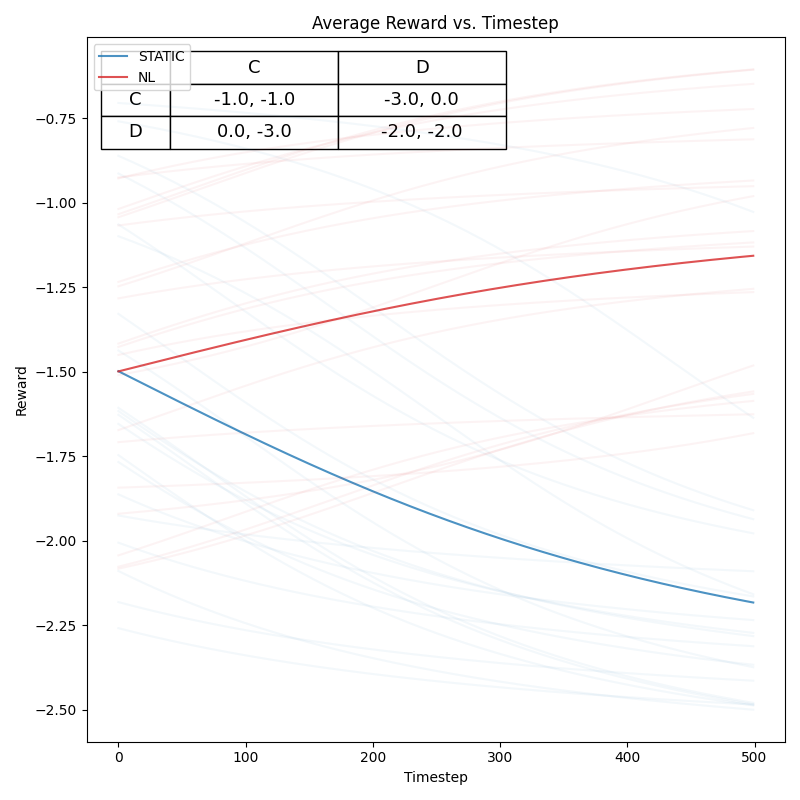 Average Reward vs. Timestep
STATIC
NL
C D
C -1.0, -1.0 -3.0, 0.0
D 0.0, -3.0 -2.0, -2.0
Reward
−0.75
−1.00
−1.25
−1.50
−1.75
−2.00
−2.25
−2.50
0 100 200 300 400 500
Timestep